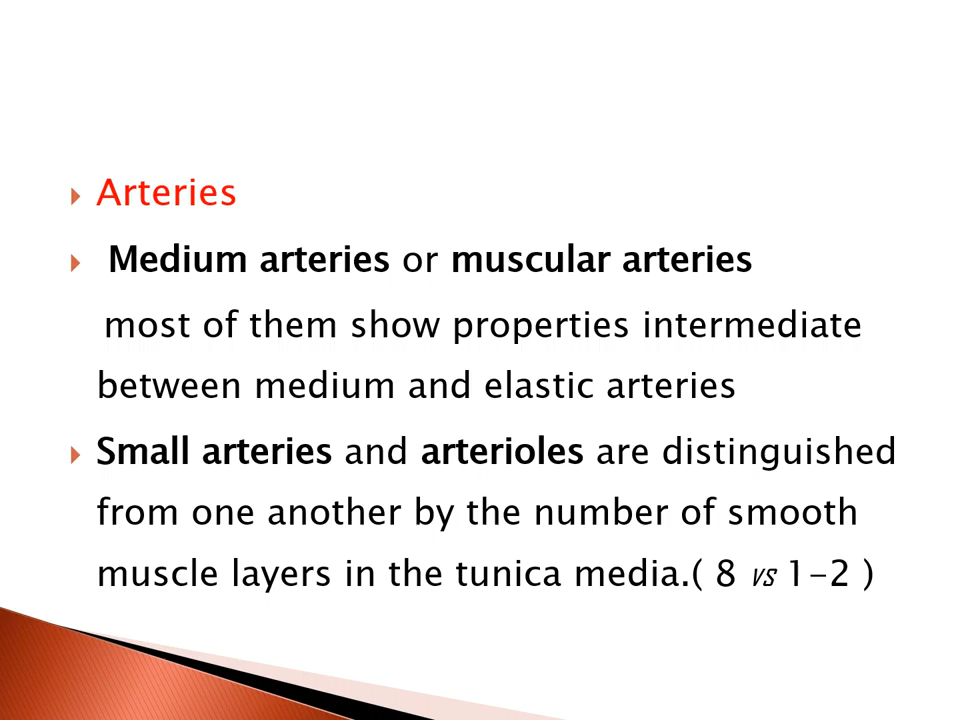 Arteries
Medium arteries or muscular arteries
most of them show properties intermediate
between medium and elastic arteries
Small arteries and arterioles are distinguished
from one another by the number of smooth
muscle layers in the tunica media.( 8 vs 1-2 )